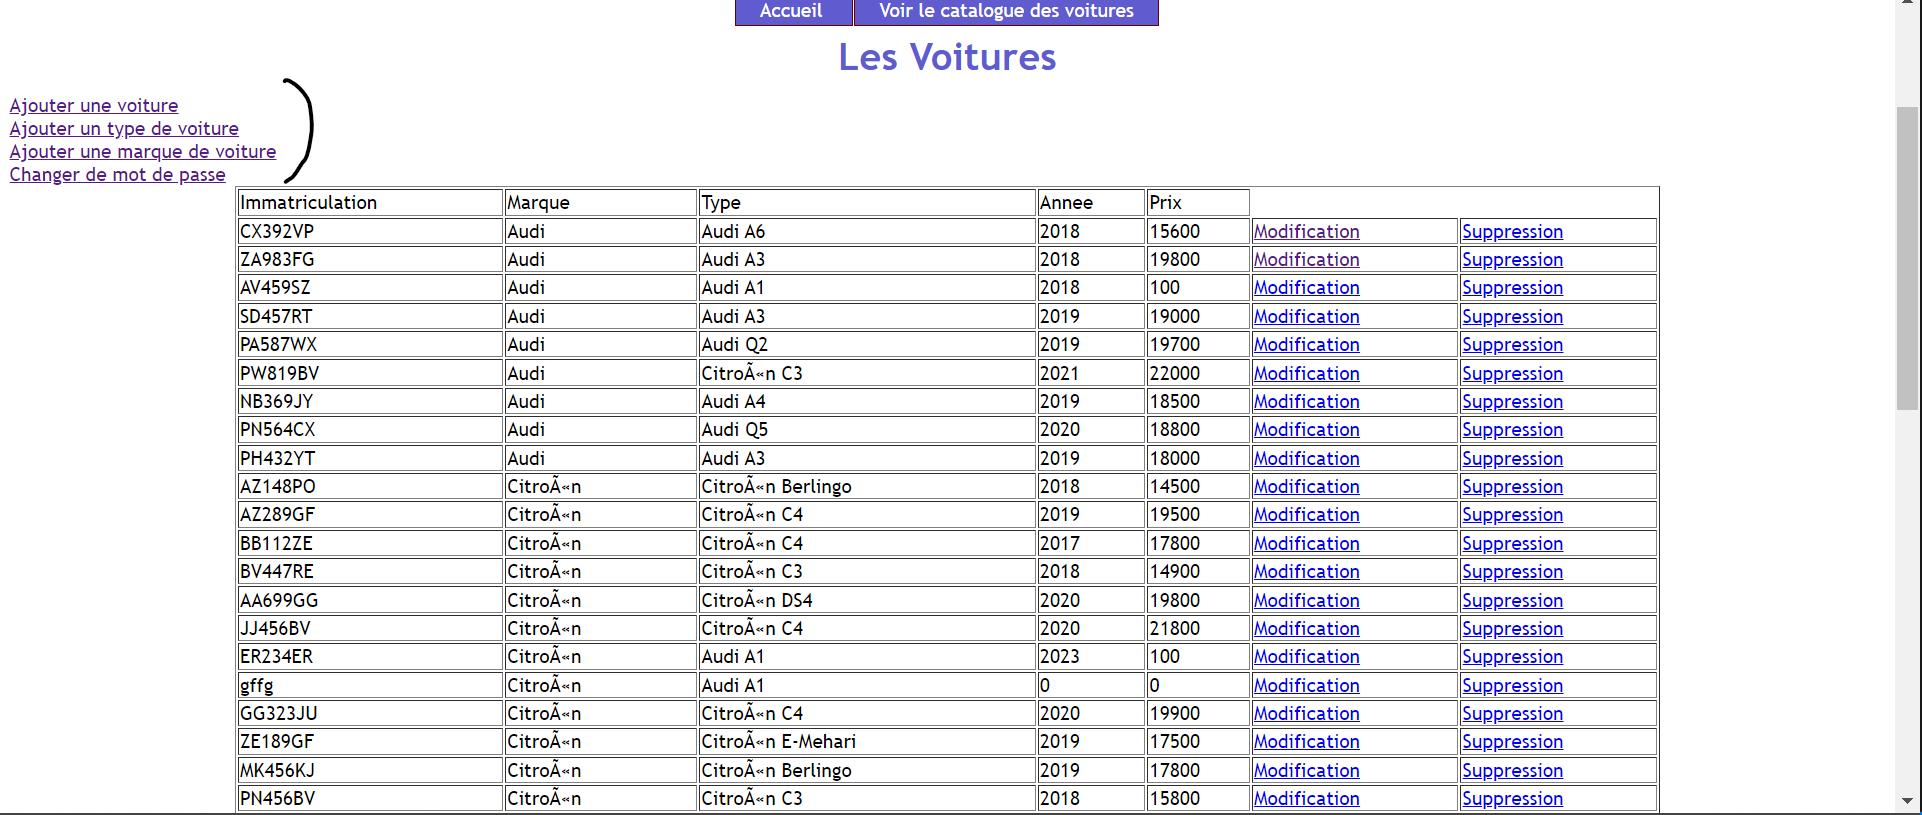 Accueil Voir le catalogue des voitures
Les Voitures
Ajouter une voiture
Ajouter un type de voiture
Ajouter une marque de voiture
Changer de mot de passe
Immatriculation Marque Type Annee Prix
CX392VP Audi Audi A6 2018 15600 Modification Suppression
ZA983FG Audi Audi A3 2018 19800 Modification Suppression
AV459SZ Audi Audi A1 2018 100 Modification Suppression
SD457RT Audi Audi A3 2019 19000 Modification Suppression
PA587WX Audi Audi Q2 2019 19700 Modification Suppression
PW819BV Audi CitroÃ«n C3 2021 22000 Modification Suppression
NB369JY Audi Audi A4 2019 18500 Modification Suppression
PN564CX Audi Audi Q5 2020 18800 Modification Suppression
PH432YT Audi Audi A3 2019 18000 Modification Suppression
AZ148PO CitroÃ«n CitroÃ«n Berlingo 2018 14500 Modification Suppression
AZ289GF CitroÃ«n CitroÃ«n C4 2019 19500 Modification Suppression
BB112ZE CitroÃ«n CitroÃ«n C4 2017 17800 Modification Suppression
BV447RE CitroÃ«n CitroÃ«n C3 2018 14900 Modification Suppression
AA699GG CitroÃ«n CitroÃ«n DS4 2020 19800 Modification Suppression
JJ456BV CitroÃ«n CitroÃ«n C4 2020 21800 Modification Suppression
ER234ER CitroÃ«n Audi A1 2023 100 Modification Suppression
gffg CitroÃ«n Audi A1 0 0 Modification Suppression
GG323JU CitroÃ«n CitroÃ«n C4 2020 19900 Modification Suppression
ZE189GF CitroÃ«n CitroÃ«n E-Mehari 2019 17500 Modification Suppression
MK456KJ CitroÃ«n CitroÃ«n Berlingo 2019 17800 Modification Suppression
PN456BV CitroÃ«n CitroÃ«n C3 2018 15800 Modification Suppression